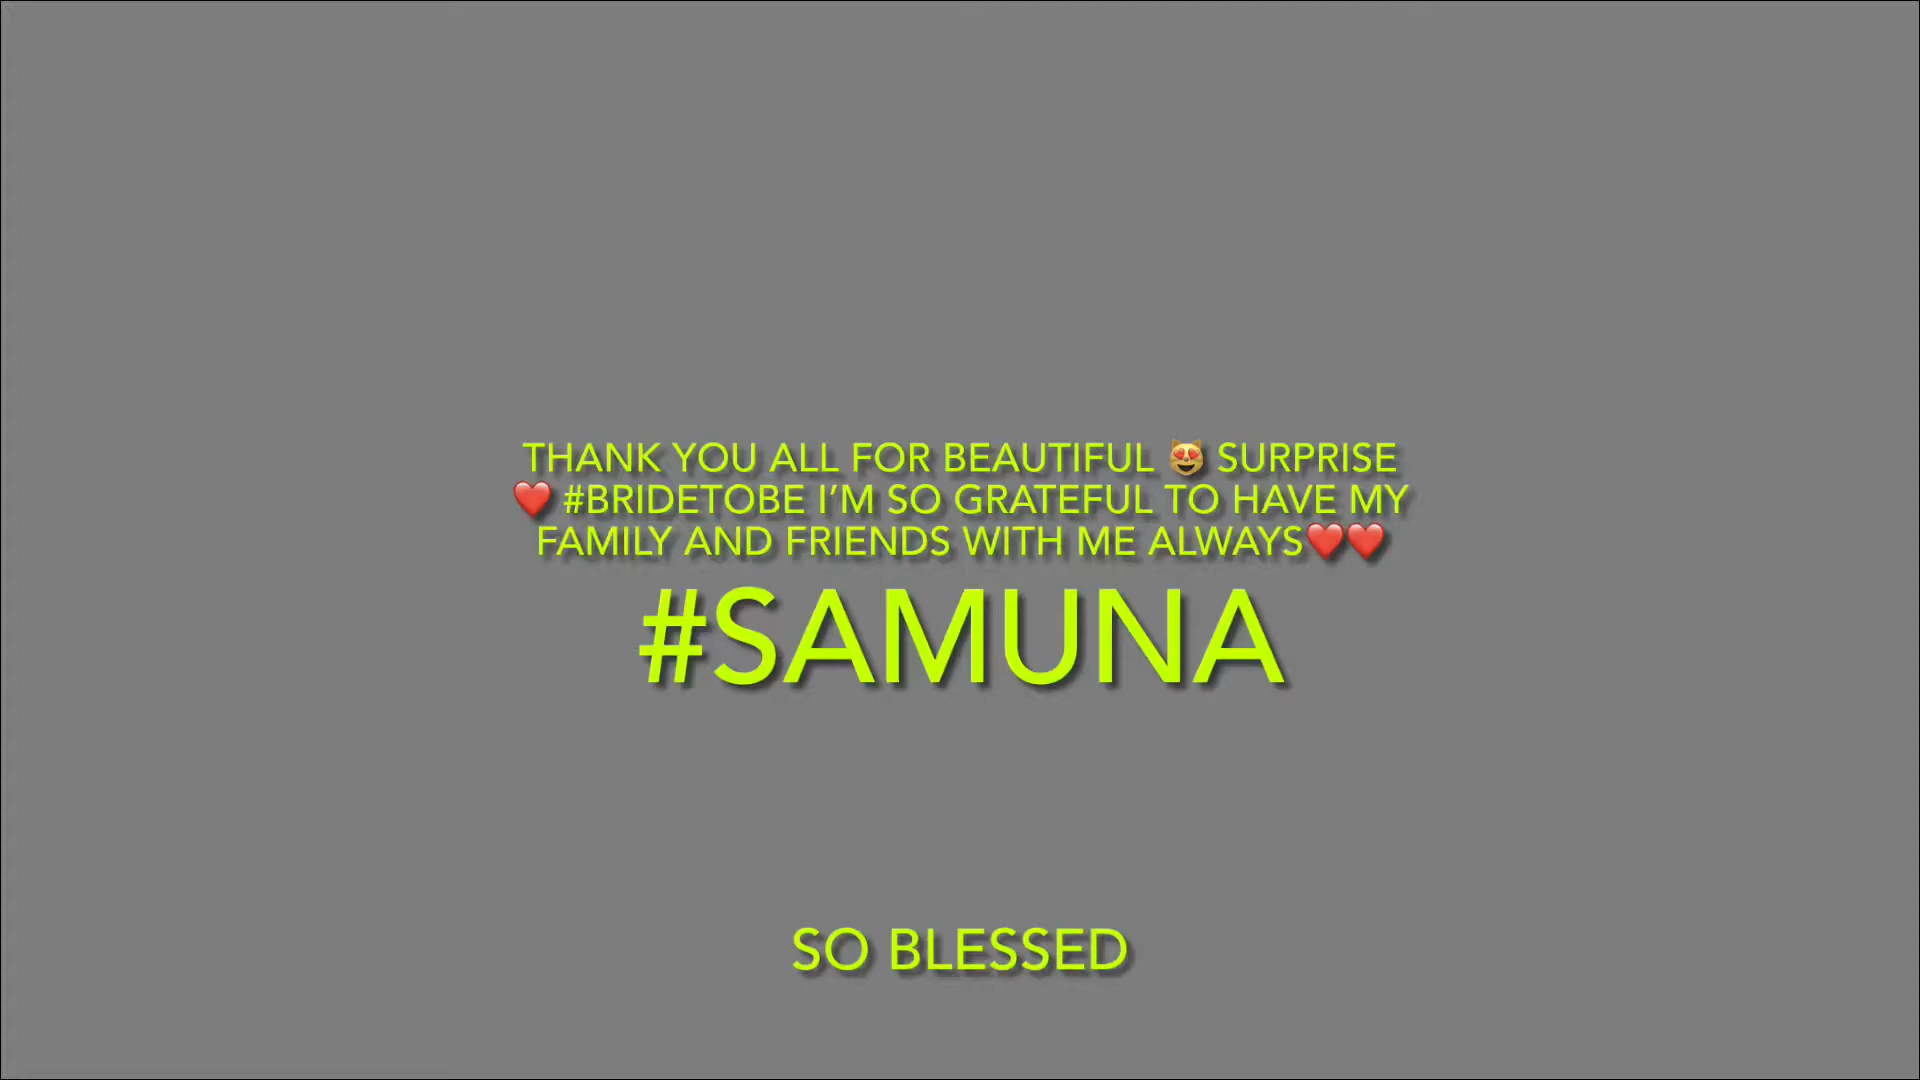 THANK YOU ALL FOR BEAUTIFUL 😻 SURPRISE
❤️ #BRIDETOBE I’M SO GRATEFUL TO HAVE MY
FAMILY AND FRIENDS WITH ME ALWAYS❤️❤️
#SAMUNA
SO BLESSED